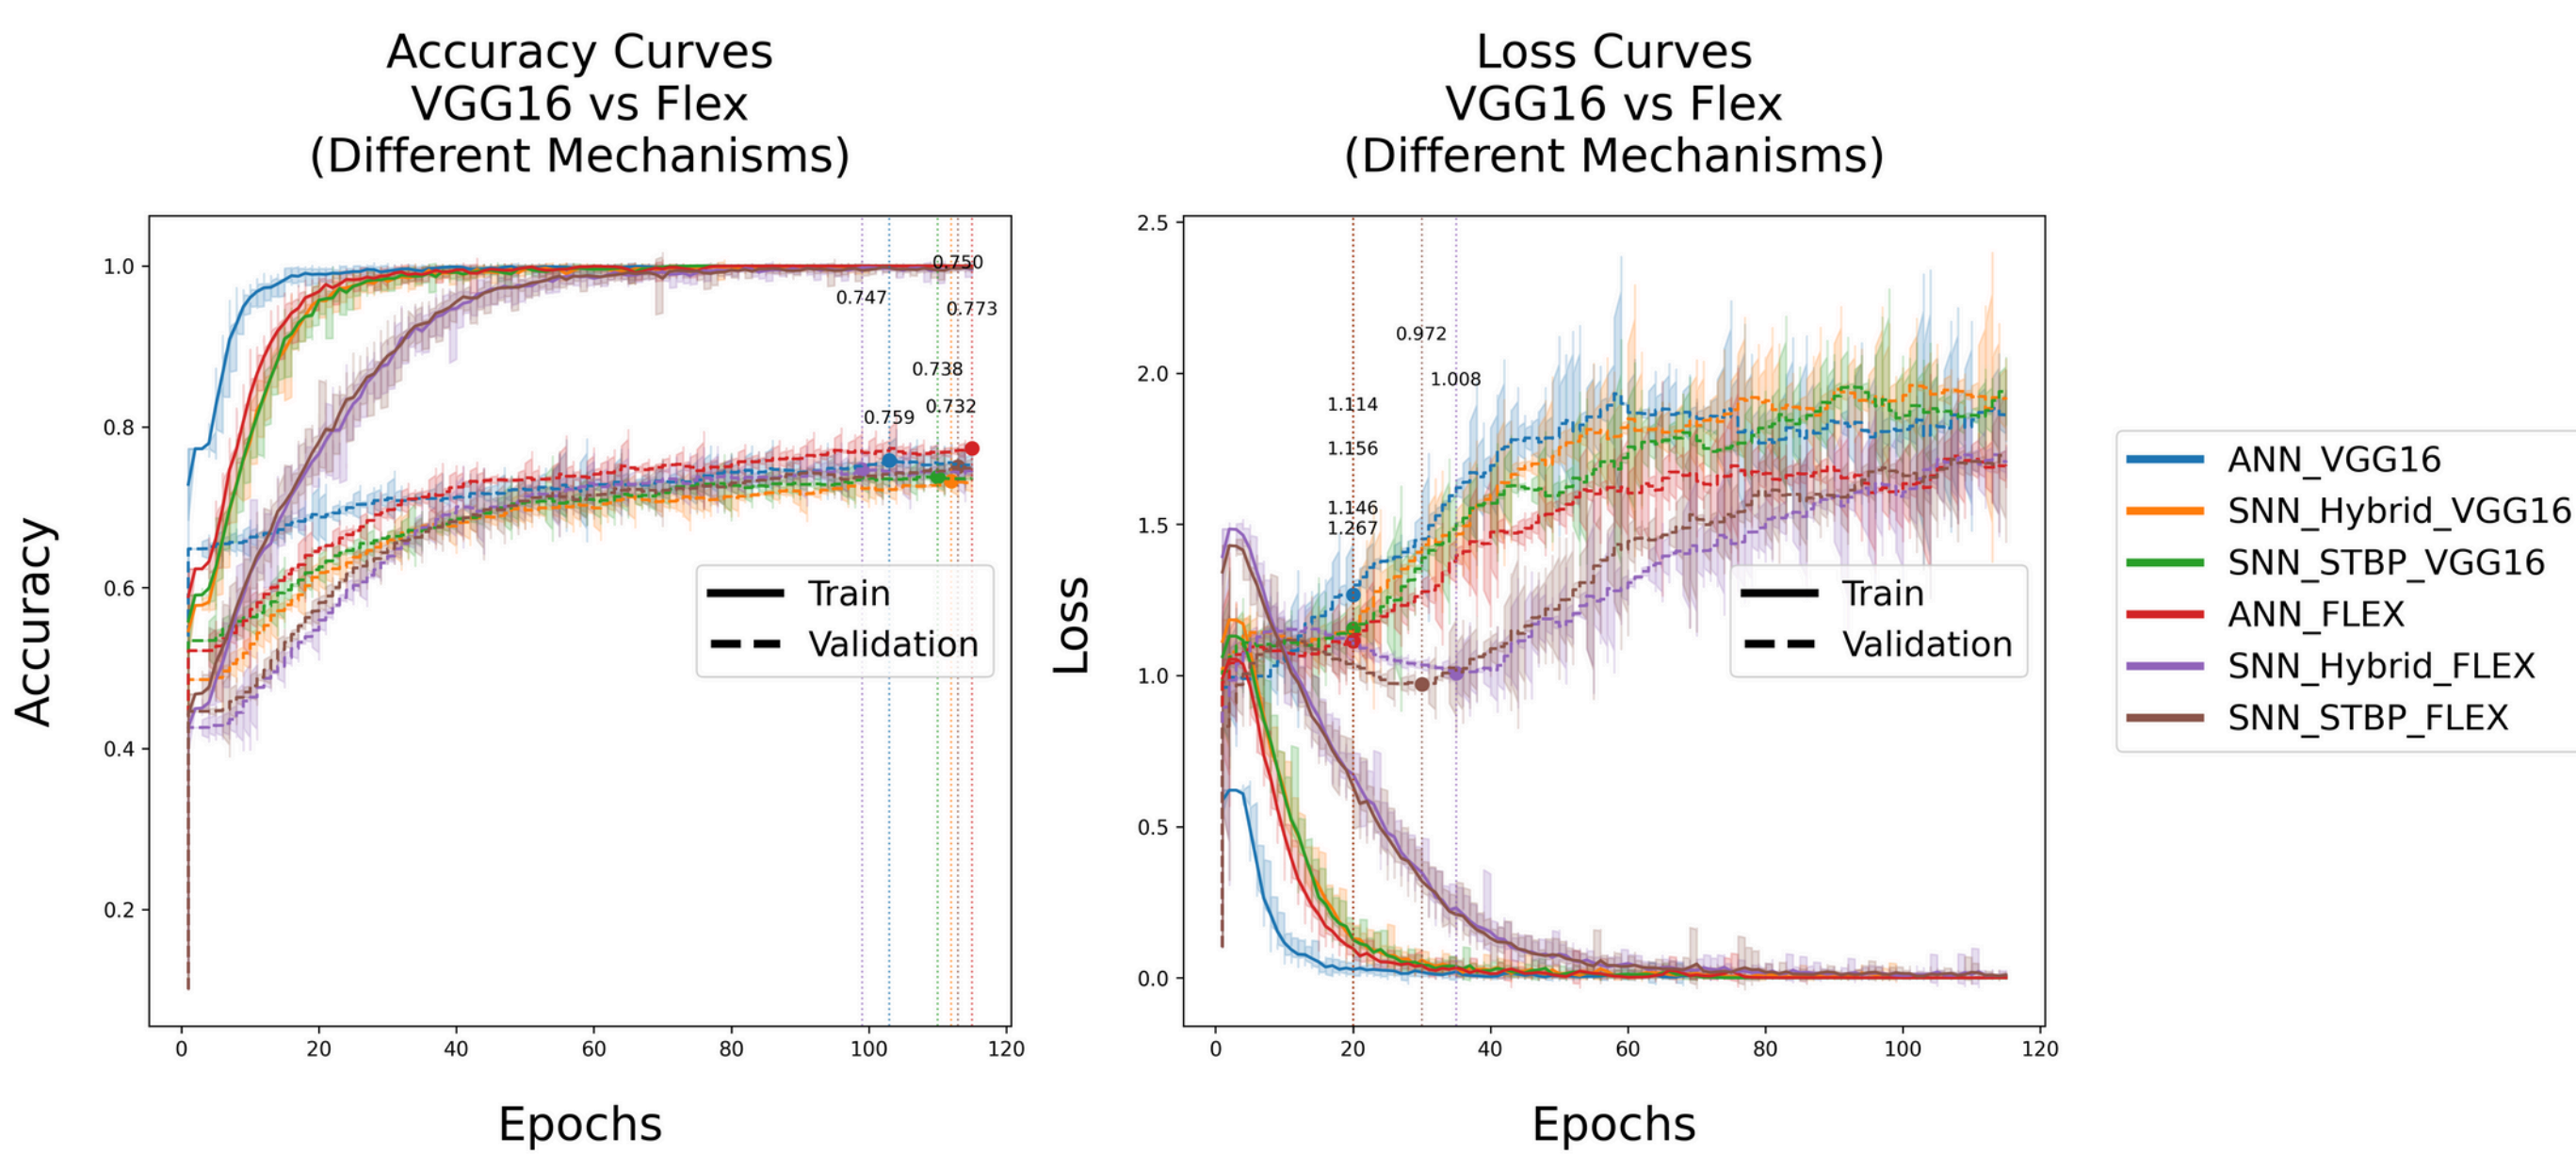 Accuracy Curves
VGG16 vs Flex
(Different Mechanisms)
Accuracy
1.0
0.8
0.6
0.4
0.2
0.750
0.747
0.773
0.738
0.732
0.759
Train
Validation
0
20
40
60
80
100
120
Epochs
Loss Curves
VGG16 vs Flex
(Different Mechanisms)
Loss
2.5
2.0
1.5
1.0
0.5
0.0
0.972
1.008
1.114
1.156
1.146
1.267
Train
Validation
0
20
40
60
80
100
120
Epochs
ANN_VGG16
SNN_Hybrid_VGG16
SNN_STBP_VGG16
ANN_FLEX
SNN_Hybrid_FLEX
SNN_STBP_FLEX